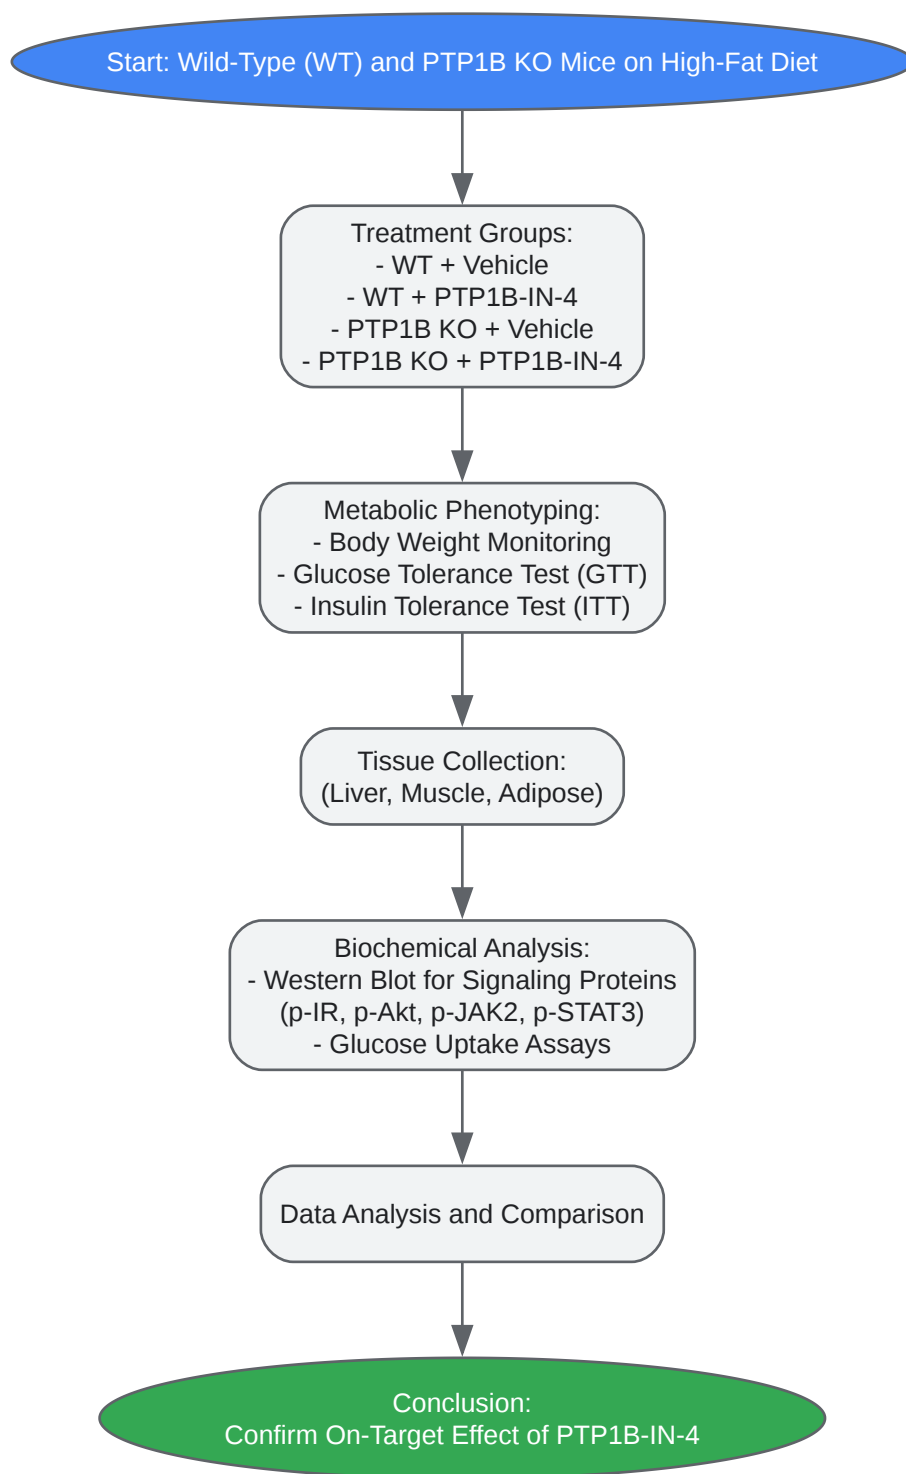 Start: Wild-Type (WT) and PTP1B KO Mice on High-Fat Diet
Treatment Groups:
- WT + Vehicle
- WT + PTP1B-IN-4
- PTP1B KO + Vehicle
- PTP1B KO + PTP1B-IN-4
Metabolic Phenotyping:
- Body Weight Monitoring
- Glucose Tolerance Test (GTT)
- Insulin Tolerance Test (ITT)
Tissue Collection:
(Liver, Muscle, Adipose)
Biochemical Analysis:
- Western Blot for Signaling Proteins
(p-IR, p-Akt, p-JAK2, p-STAT3)
- Glucose Uptake Assays
Data Analysis and Comparison
Conclusion:
Confirm On-Target Effect of PTP1B-IN-4